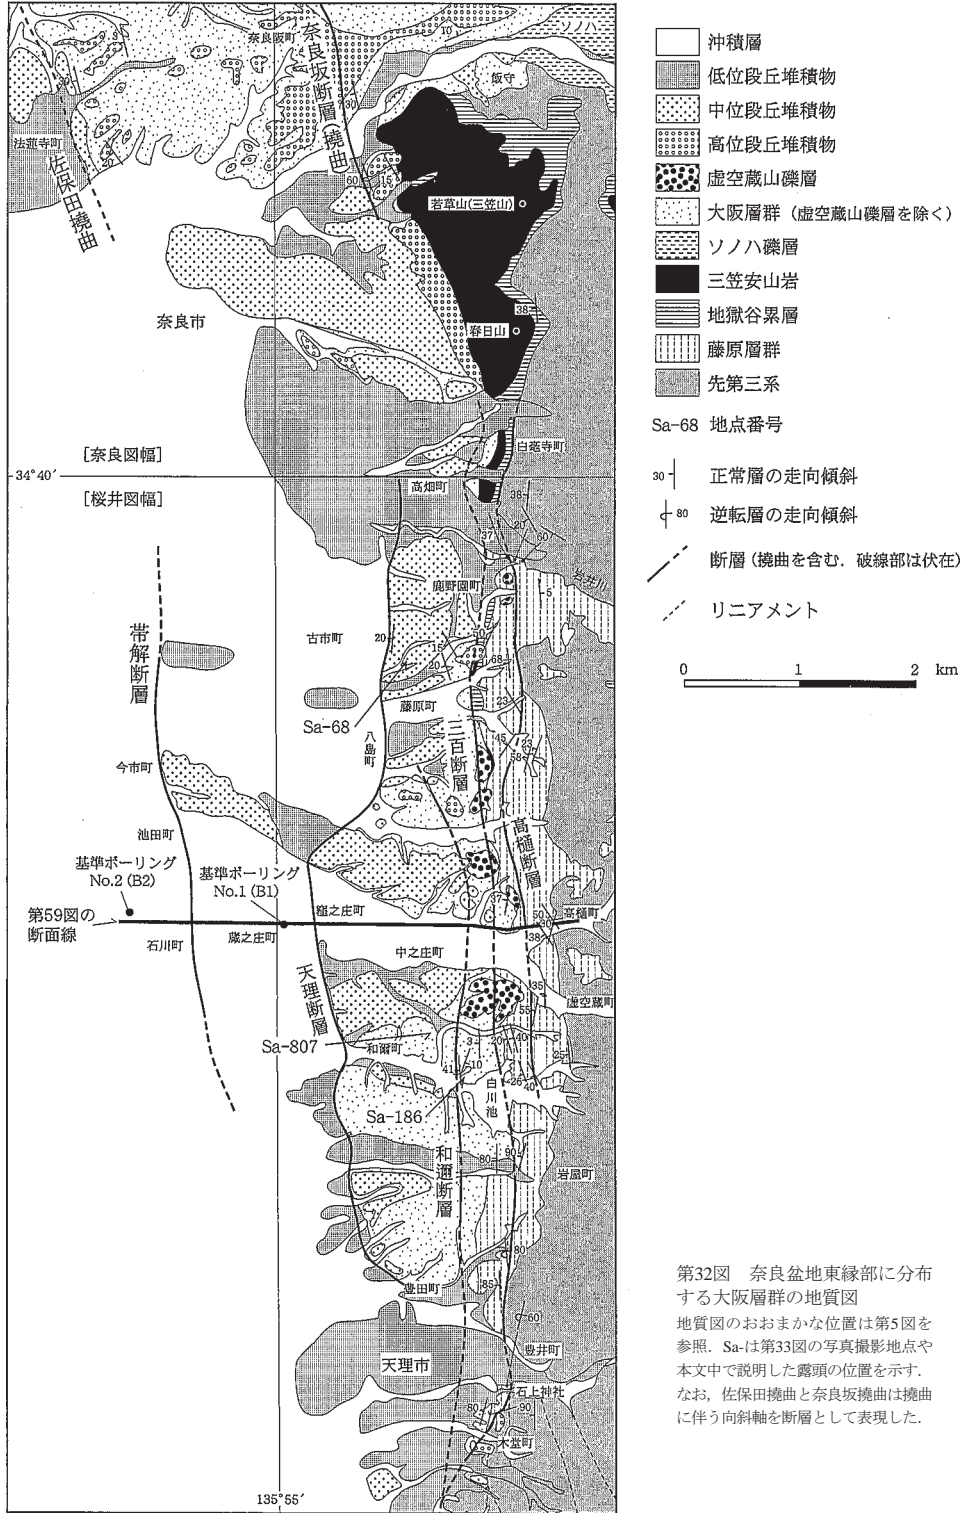 奈良阪町
奈良坂断層(撓曲)
ソノハ
飯守
法蓮寺町
佐保田撓曲
若草山(三笠山)
奈良市
春日山
白毫寺町
[奈良図幅]
34°40′
[桜井図幅]
高畑町
岩井川
鹿野園町
帯解断層
古市町
藤原町
Sa-68
八島町
三百断層
今市町
高樋断層
池田町
基準ボーリング
No.2 (B2)
基準ボーリング
No.1 (B1)
第59図の
断面線
窪之庄町
高樋町
石川町
蔵之庄町
中之庄町
天理断層
虚空蔵町
Sa-807
和爾町
白川池
Sa-186
和邇断層
岩屋町
豊田町
豊井町
天理市
石上神社
木堂町
135°55′
沖積層
低位段丘堆積物
中位段丘堆積物
高位段丘堆積物
虚空蔵山礫層
大阪層群（虚空蔵山礫層を除く）
ソノハ礫層
三笠安山岩
地獄谷累層
藤原層群
先第三系
Sa-68 地点番号
30 正常層の走向傾斜
80 逆転層の走向傾斜
断層（撓曲を含む．破線部は伏在）
リニアメント
0 1 2 km
第32図　奈良盆地東縁部に分布
する大阪層群の地質図
地質図のおおまかな位置は第5図を
参照．Sa-は第33図の写真撮影地点や
本文中で説明した露頭の位置を示す．
なお，佐保田撓曲と奈良坂撓曲は撓曲
に伴う向斜軸を断層として表現した．